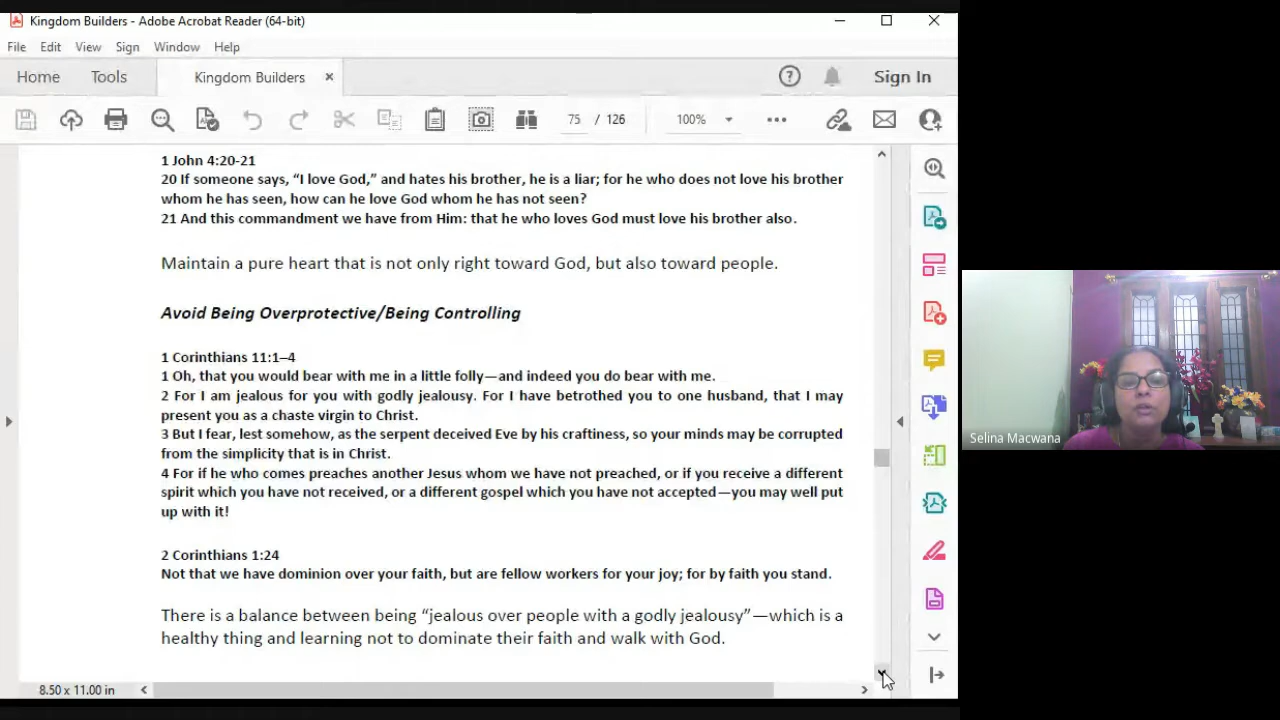 Kingdom Builders - Adobe Acrobat Reader (64-bit)
File Edit View Sign Window Help
Home Tools Kingdom Builders × Sign In
75 / 126 100%
1 John 4:20-21
20 If someone says, “I love God,” and hates his brother, he is a liar; for he who does not love his brother
whom he has seen, how can he love God whom he has not seen?
21 And this commandment we have from Him: that he who loves God must love his brother also.
Maintain a pure heart that is not only right toward God, but also toward people.
Avoid Being Overprotective/Being Controlling
1 Corinthians 11:1–4
1 Oh, that you would bear with me in a little folly—and indeed you do bear with me.
2 For I am jealous for you with godly jealousy. For I have betrothed you to one husband, that I may
present you as a chaste virgin to Christ.
3 But I fear, lest somehow, as the serpent deceived Eve by his craftiness, so your minds may be corrupted
from the simplicity that is in Christ.
4 For if he who comes preaches another Jesus whom we have not preached, or if you receive a different
spirit which you have not received, or a different gospel which you have not accepted—you may well put
up with it!
2 Corinthians 1:24
Not that we have dominion over your faith, but are fellow workers for your joy; for by faith you stand.
There is a balance between being “jealous over people with a godly jealousy”—which is a
healthy thing and learning not to dominate their faith and walk with God.
8.50 x 11.00 in
Selina Macwana